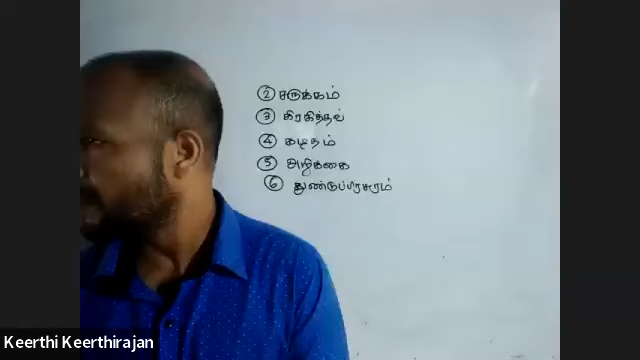 ② சுருக்கம்
③ கிரகித்தல்
④ கடிதம்
⑤ அறிக்கை
⑥ துண்டுப்பிரசுரம்
Keerthi Keerthirajan